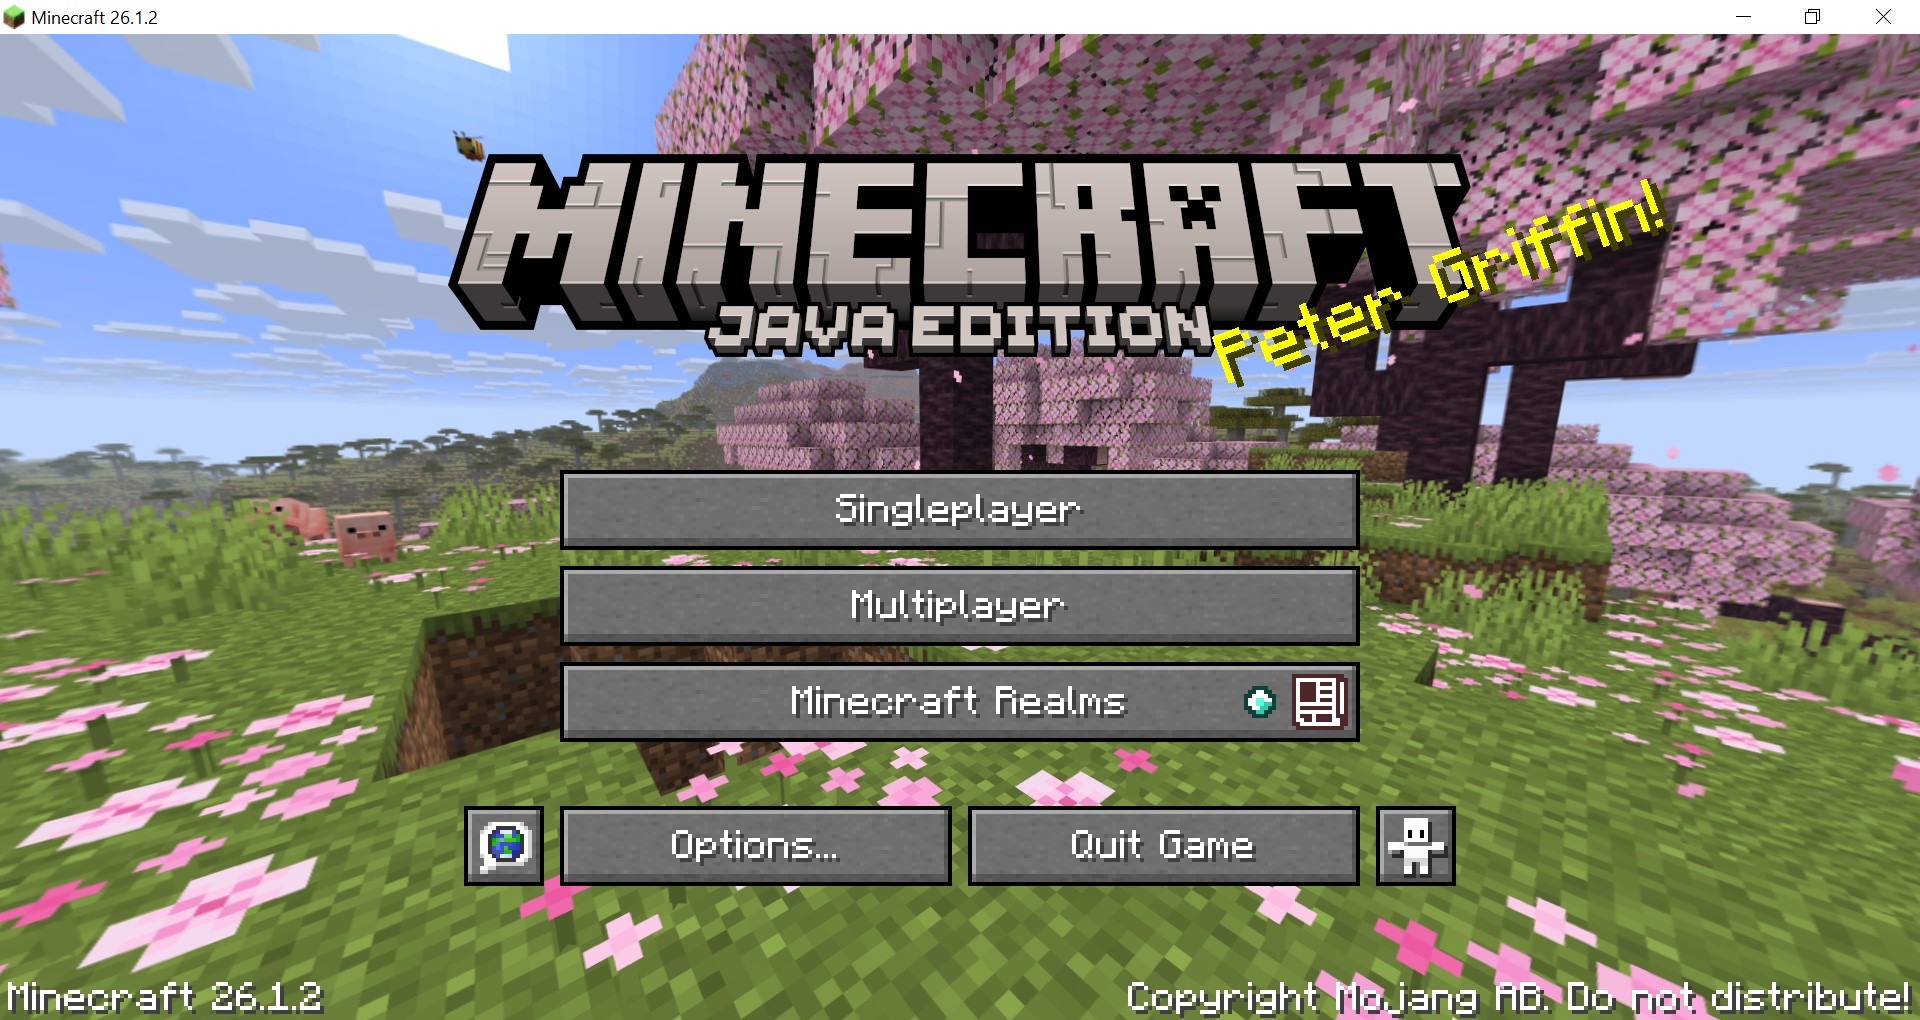 Minecraft 26.1.2
MINECRAFT
JAVA EDITION
Peter Griffin!
Singleplayer
Multiplayer
Minecraft Realms
Options...
Quit Game
Minecraft 26.1.2
Copyright Mojang AB. Do not distribute!